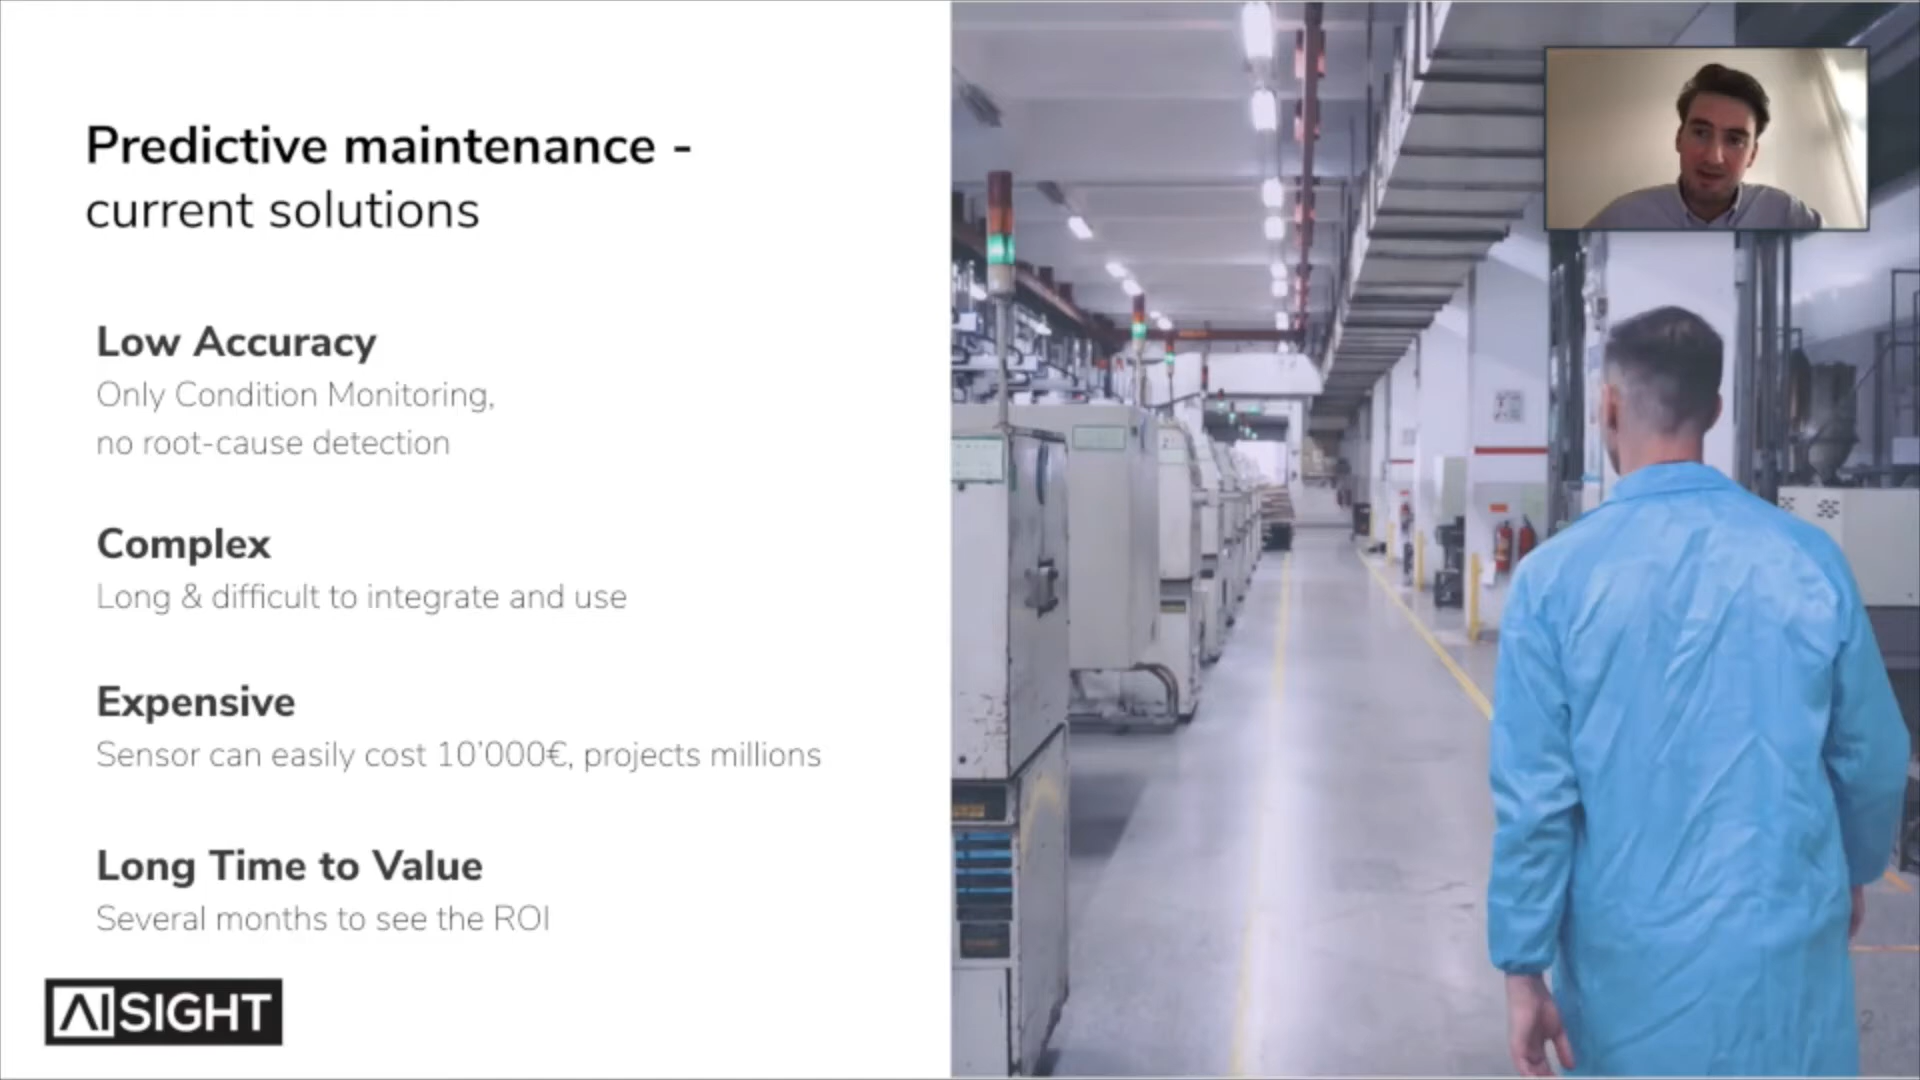 Predictive maintenance -
current solutions
Low Accuracy
Only Condition Monitoring,
no root-cause detection
Complex
Long & difficult to integrate and use
Expensive
Sensor can easily cost 10'000€, projects millions
Long Time to Value
Several months to see the ROI
AISIGHT
2